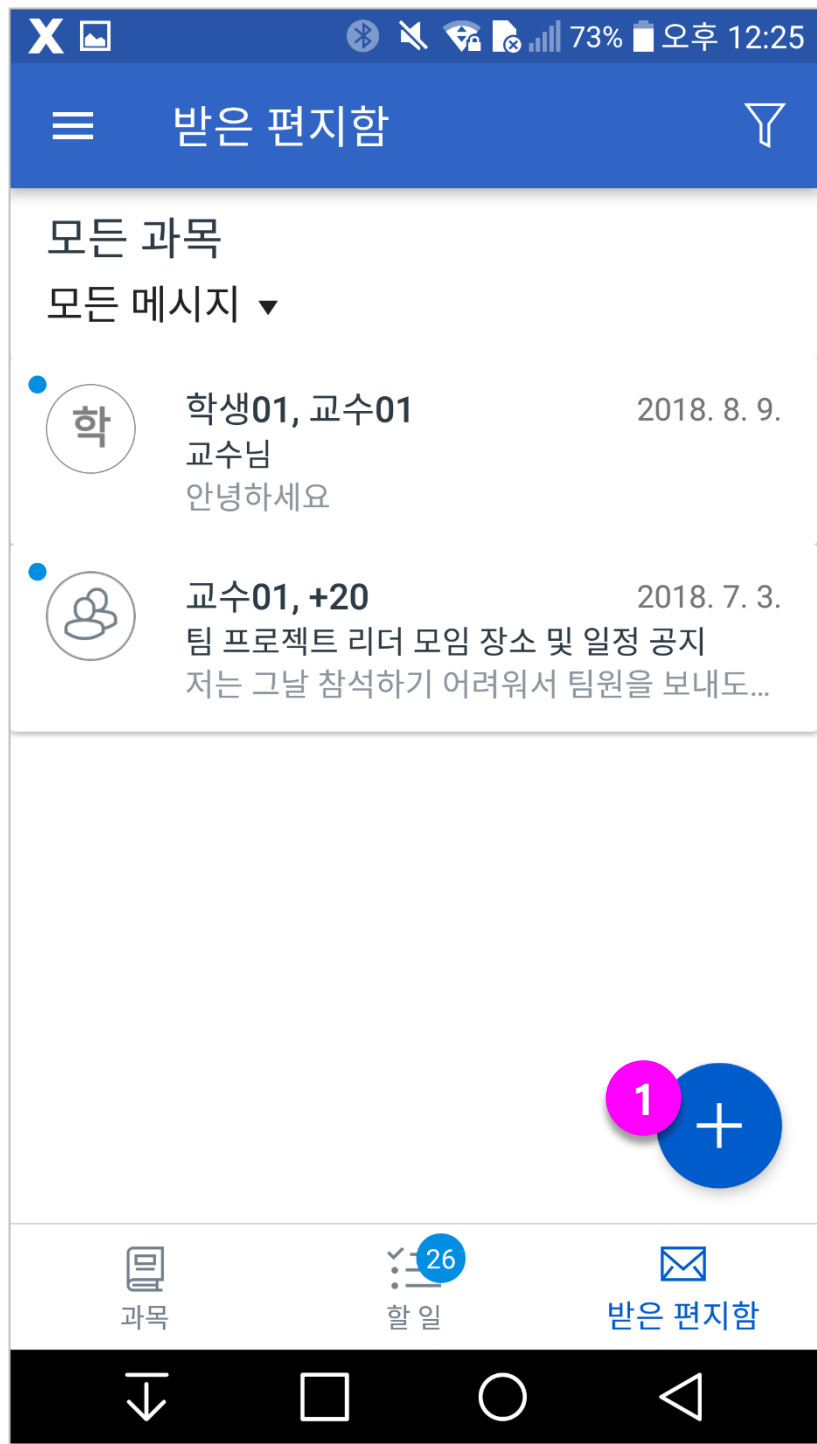 73% 오후 12:25
받은 편지함
모든 과목
모든 메시지
학
학생01, 교수01 2018. 8. 9.
교수님
안녕하세요
교수01, +20 2018. 7. 3.
팀 프로젝트 리더 모임 장소 및 일정 공지
저는 그날 참석하기 어려워서 팀원을 보내도...
1
26
과목 할 일 받은 편지함